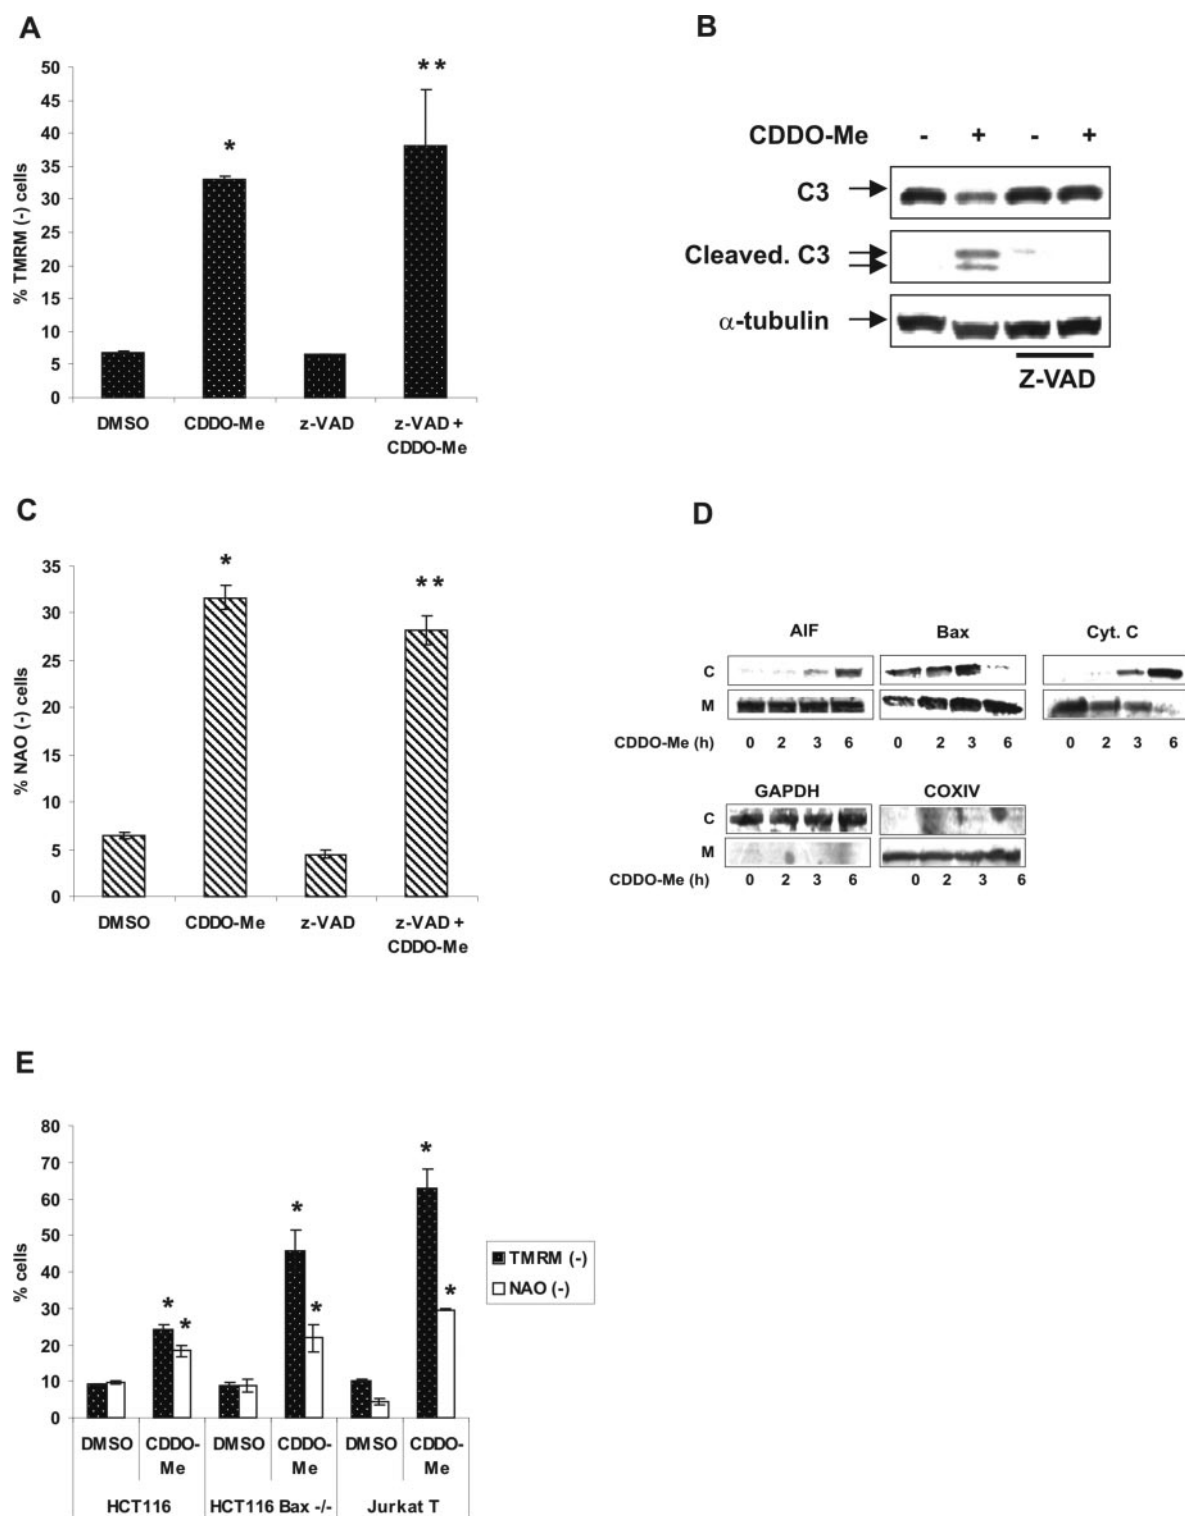 A
50
45
40
35
30
25
20
15
10
5
0
% TMRM (-) cells
*
**
DMSO CDDO-Me z-VAD z-VAD +
CDDO-Me
B
CDDO-Me - + - +
C3
Cleaved. C3
α-tubulin
Z-VAD
C
35
30
25
20
15
10
5
0
% NAO (-) cells
*
**
DMSO CDDO-Me z-VAD z-VAD +
CDDO-Me
D
AIF Bax Cyt. C
C
M
CDDO-Me (h) 0 2 3 6 0 2 3 6 0 2 3 6
GAPDH COXIV
C
M
CDDO-Me (h) 0 2 3 6 0 2 3 6
E
80
70
60
50
40
30
20
10
0
% cells
* * * * * *
TMRM (-)
NAO (-)
DMSO CDDO- DMSO CDDO- DMSO CDDO-
Me Me Me
HCT116 HCT116 Bax -/- Jurkat T